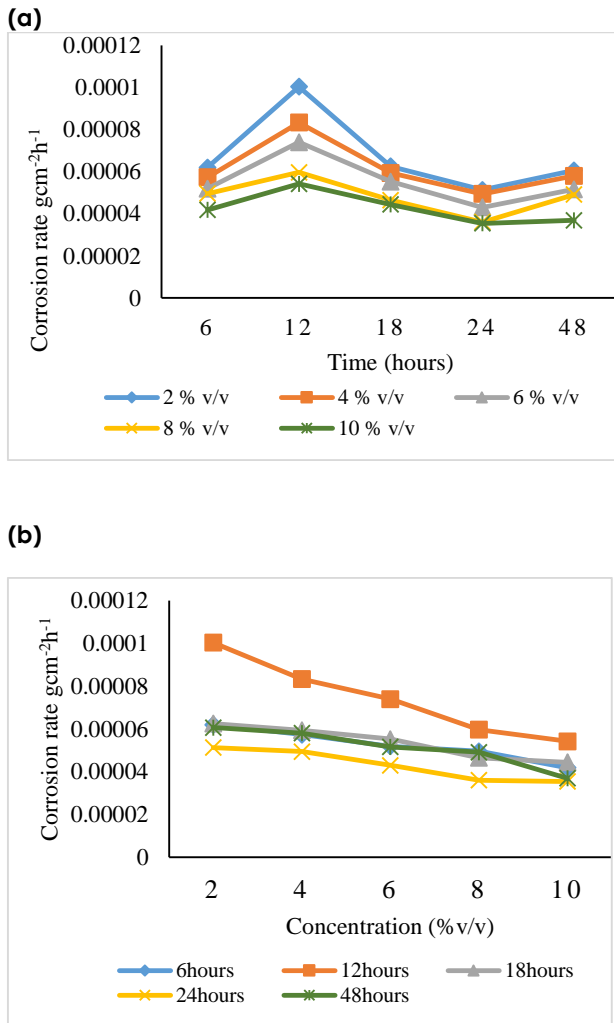 (a)
Corrosion rate gcm-2h-1
0.00012
0.0001
0.00008
0.00006
0.00004
0.00002
0
6 12 18 24 48
Time (hours)
2 % v/v 4 % v/v 6 % v/v
8 % v/v 10 % v/v
(b)
Corrosion rate gcm-2h-1
0.00012
0.0001
0.00008
0.00006
0.00004
0.00002
0
2 4 6 8 10
Concentration (%v/v)
6hours 12hours 18hours
24hours 48hours